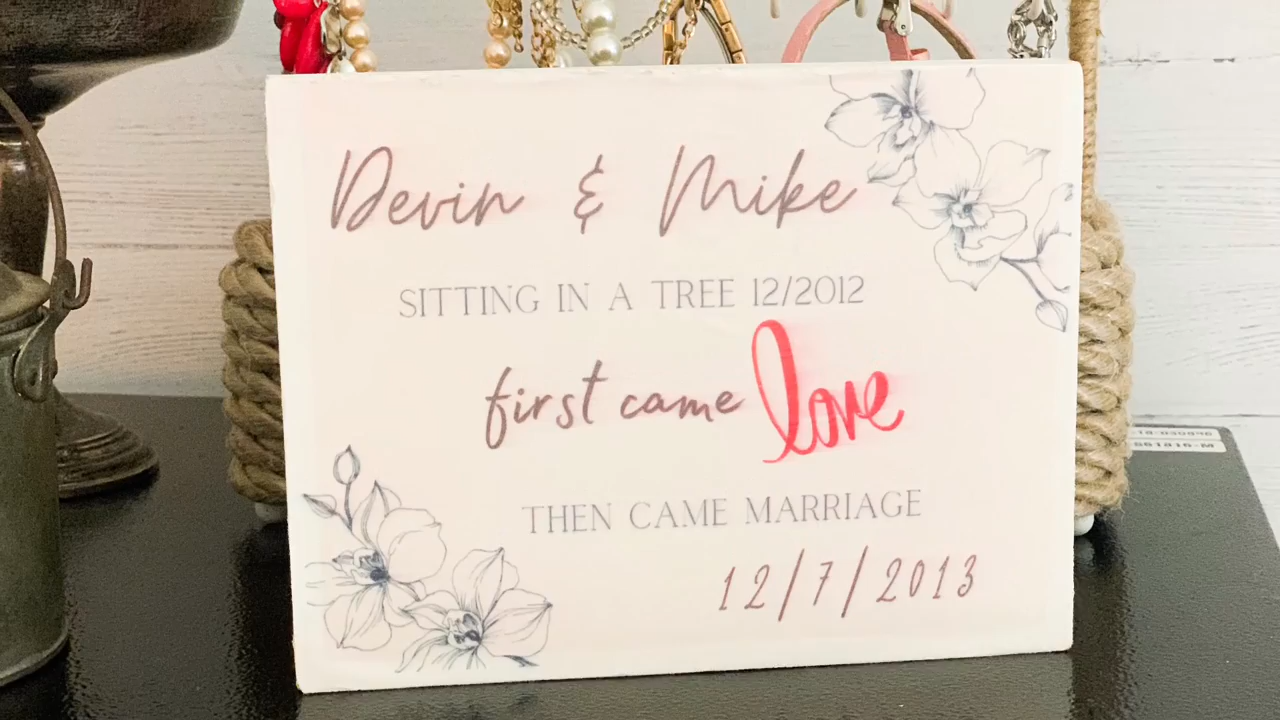 Devin & Mike
SITTING IN A TREE 12/2012
first came love
THEN CAME MARRIAGE
12/7/2013